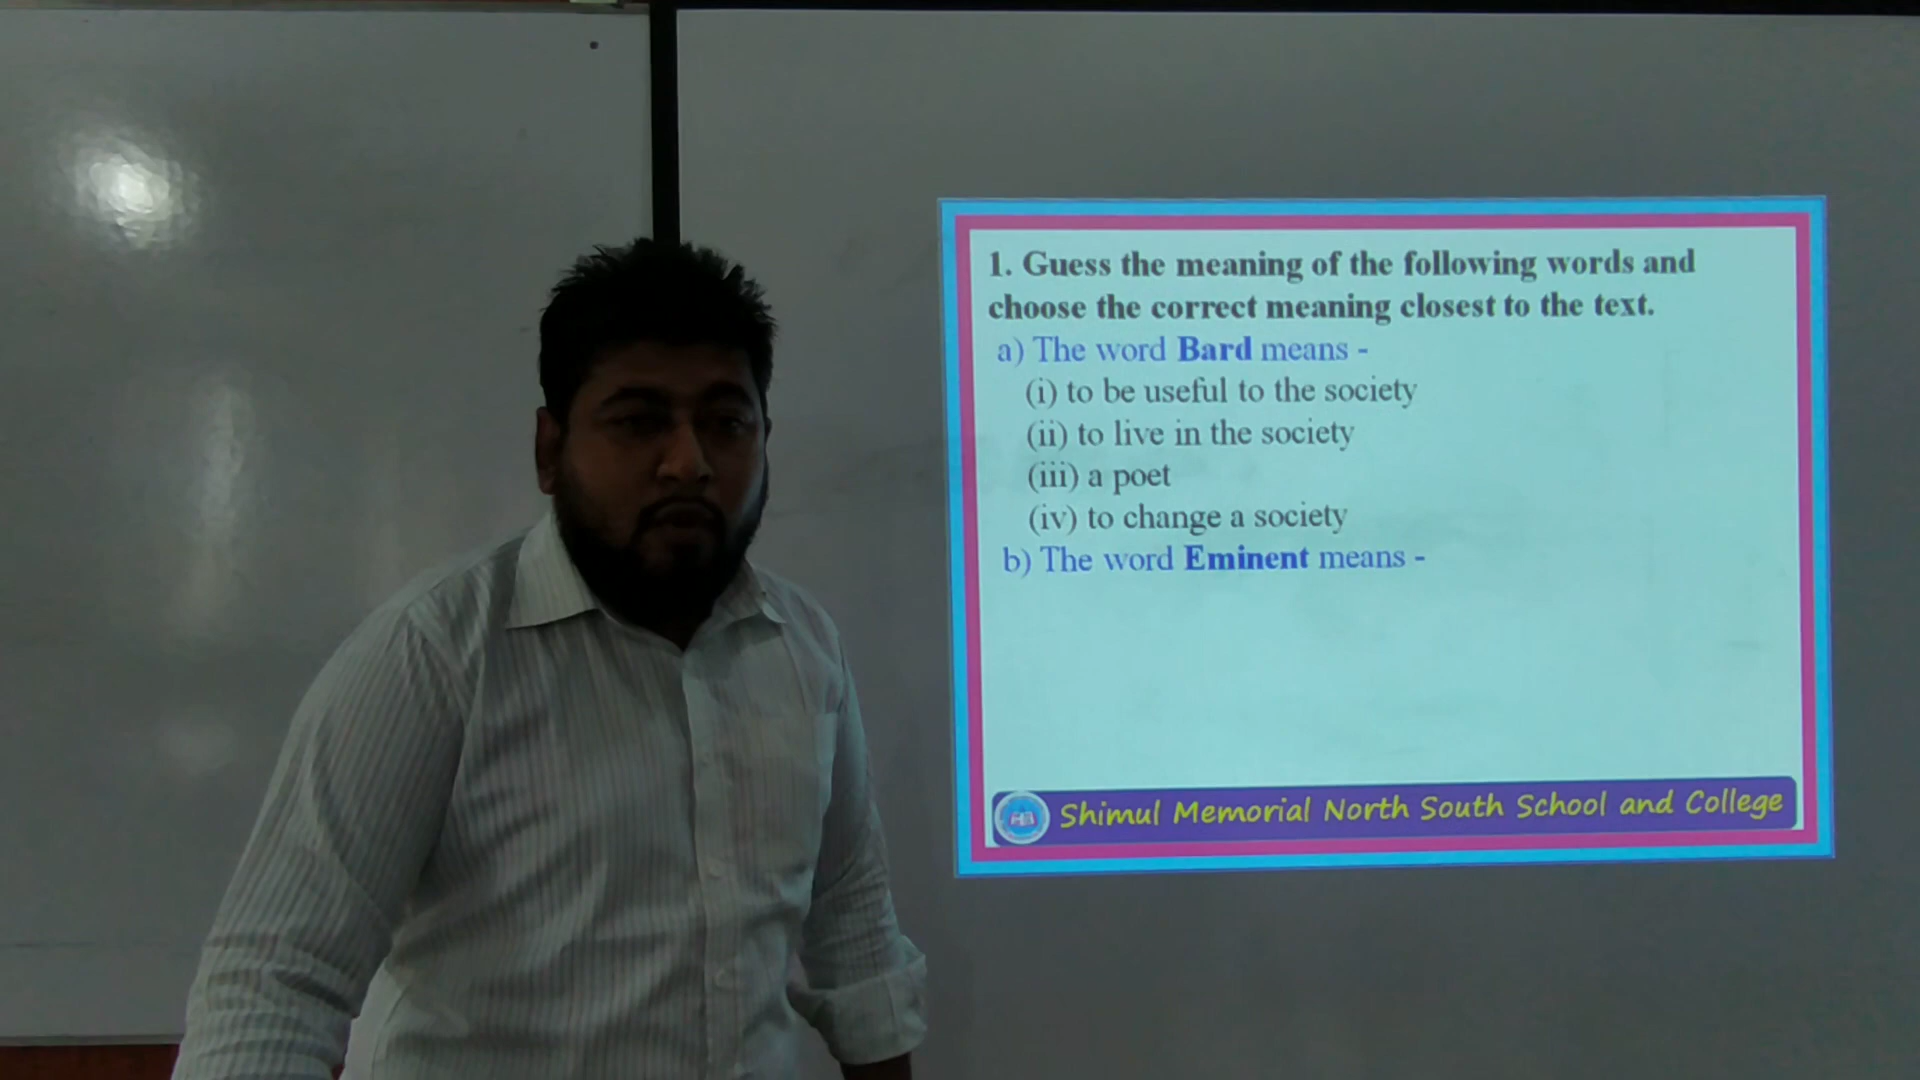 1. Guess the meaning of the following words and
choose the correct meaning closest to the text.
a) The word Bard means -
(i) to be useful to the society
(ii) to live in the society
(iii) a poet
(iv) to change a society
b) The word Eminent means -
Shimul Memorial North South School and College